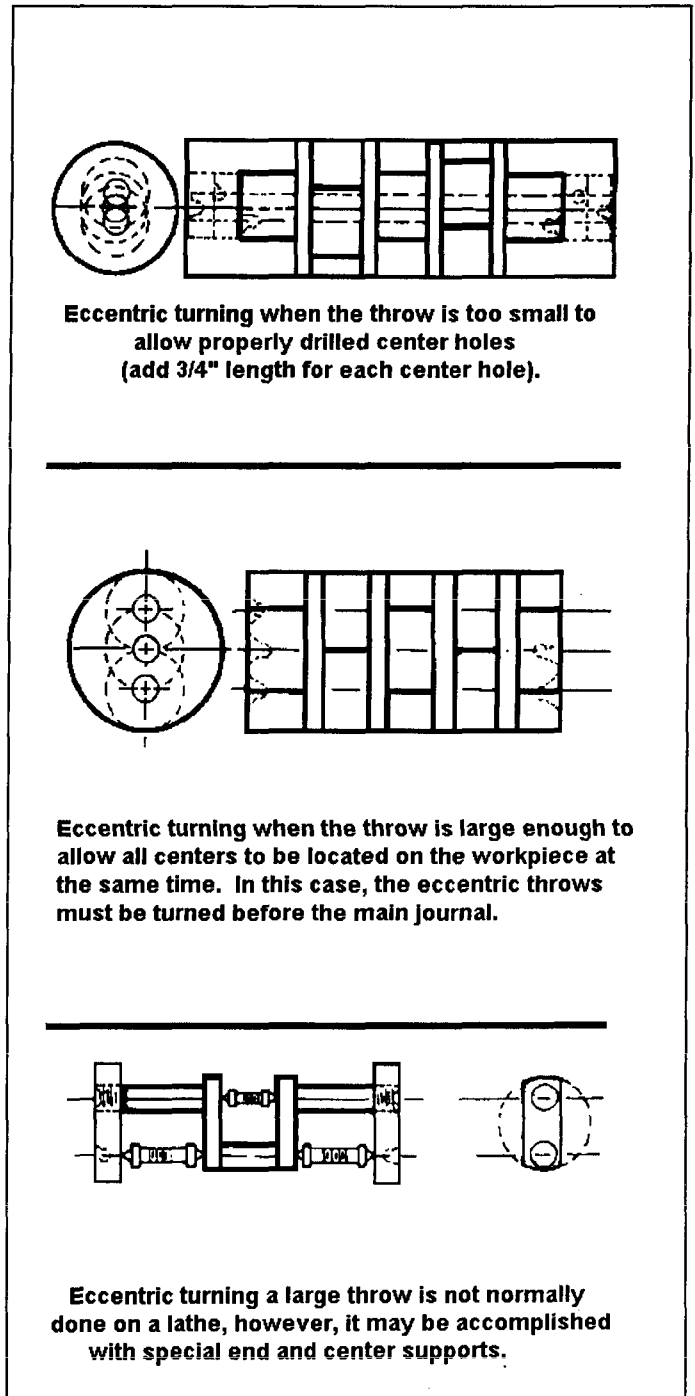 Eccentric turning when the throw is too small to
allow properly drilled center holes
(add 3/4" length for each center hole).
Eccentric turning when the throw is large enough to
allow all centers to be located on the workpiece at
the same time. In this case, the eccentric throws
must be turned before the main journal.
Eccentric turning a large throw is not normally
done on a lathe, however, it may be accomplished
with special end and center supports.